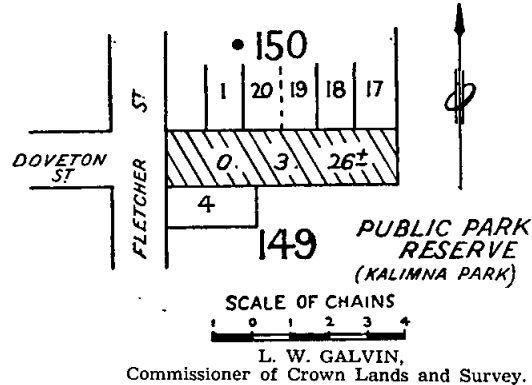 • 150
1 20 19 18 17
DOVETON
ST
FLETCHER ST
0. 3. 26±
4
149
PUBLIC PARK
RESERVE
(KALIMNA PARK)
SCALE OF CHAINS
1 0 1 2 3 4
L. W. GALVIN,
Commissioner of Crown Lands and Survey.